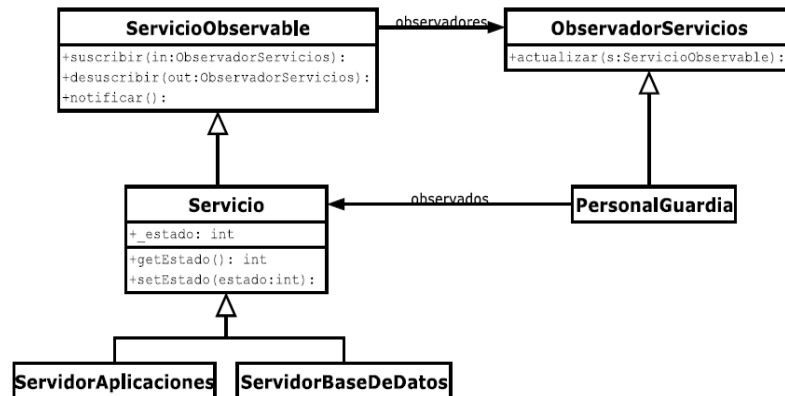 ServicioObservable
+suscribir(in:ObservadorServicios):
+desuscribir(out:ObservadorServicios):
+notificar():
observadores
ObservadorServicios
+actualizar(s:ServicioObservable):
Servicio
+_estado: int
+getEstado(): int
+setEstado(estado:int):
observados
PersonalGuardia
ServidorAplicaciones
ServidorBaseDeDatos